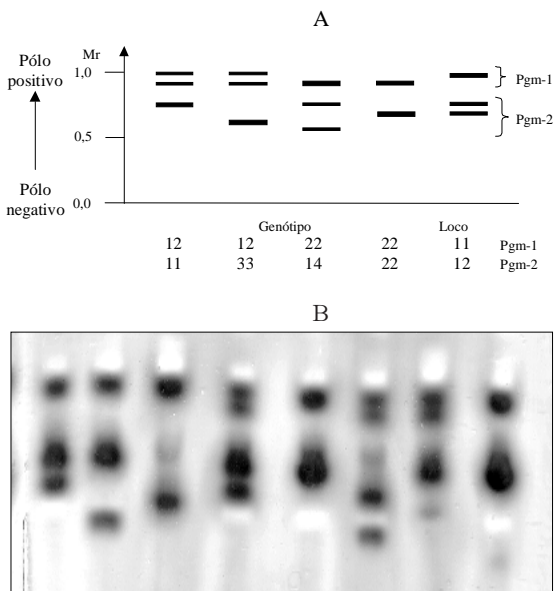 A
Mr
Pólo
positivo
1,0
Pgm-1
Pgm-2
0,5
Pólo
negativo
0,0
Genótipo Loco
12 12 22 22 11 Pgm-1
11 33 14 22 12 Pgm-2
B